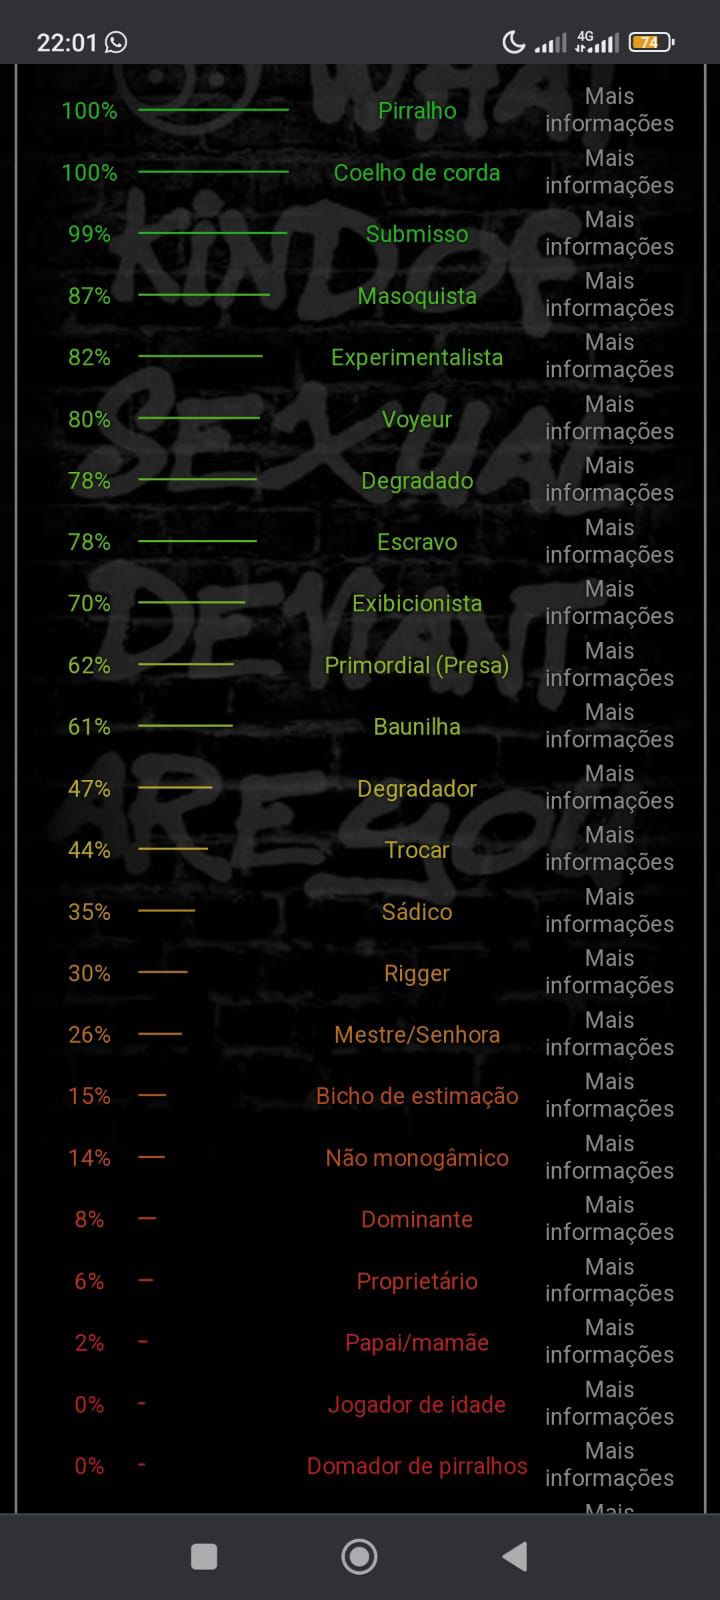 22:01
4G
74
WHAT
100% Pirralho Mais
informações
100% Coelho de corda Mais
informações
KIND OF
99% Submisso Mais
informações
87% Masoquista Mais
informações
82% Experimentalista Mais
informações
SEXUAL
80% Voyeur Mais
informações
78% Degradado Mais
informações
78% Escravo Mais
informações
DEVIANT
70% Exibicionista Mais
informações
62% Primordial (Presa) Mais
informações
61% Baunilha Mais
informações
ARE YOU
47% Degradador Mais
informações
44% Trocar Mais
informações
35% Sádico Mais
informações
30% Rigger Mais
informações
26% Mestre/Senhora Mais
informações
15% Bicho de estimação Mais
informações
14% Não monogâmico Mais
informações
8% Dominante Mais
informações
6% Proprietário Mais
informações
2% Papai/mamãe Mais
informações
0% Jogador de idade Mais
informações
0% Domador de pirralhos Mais
informações
Mais